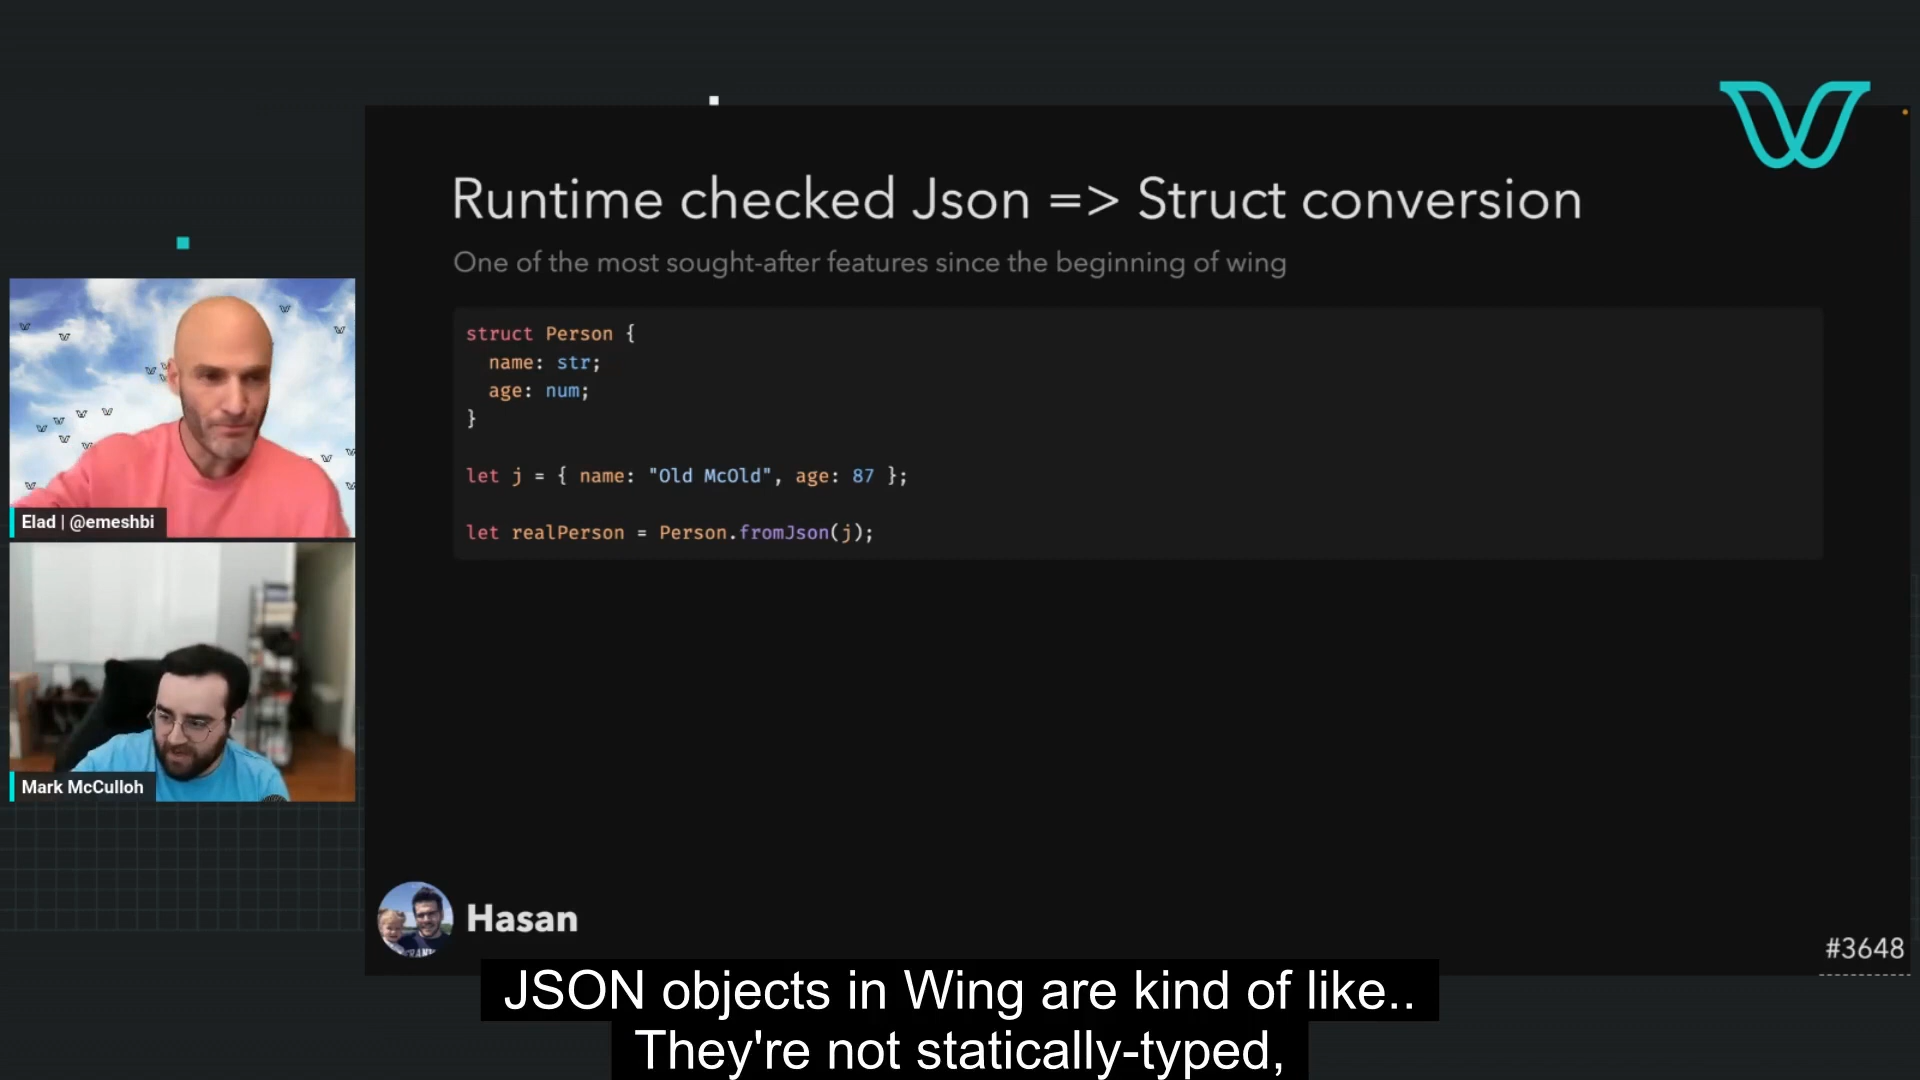 Runtime checked Json => Struct conversion
One of the most sought-after features since the beginning of wing
struct Person {
  name: str;
  age: num;
}
let j = { name: "Old McOld", age: 87 };
let realPerson = Person.fromJson(j);
Elad | @emeshbi
Mark McCulloh
Hasan
#3648
JSON objects in Wing are kind of like..
They're not statically-typed,